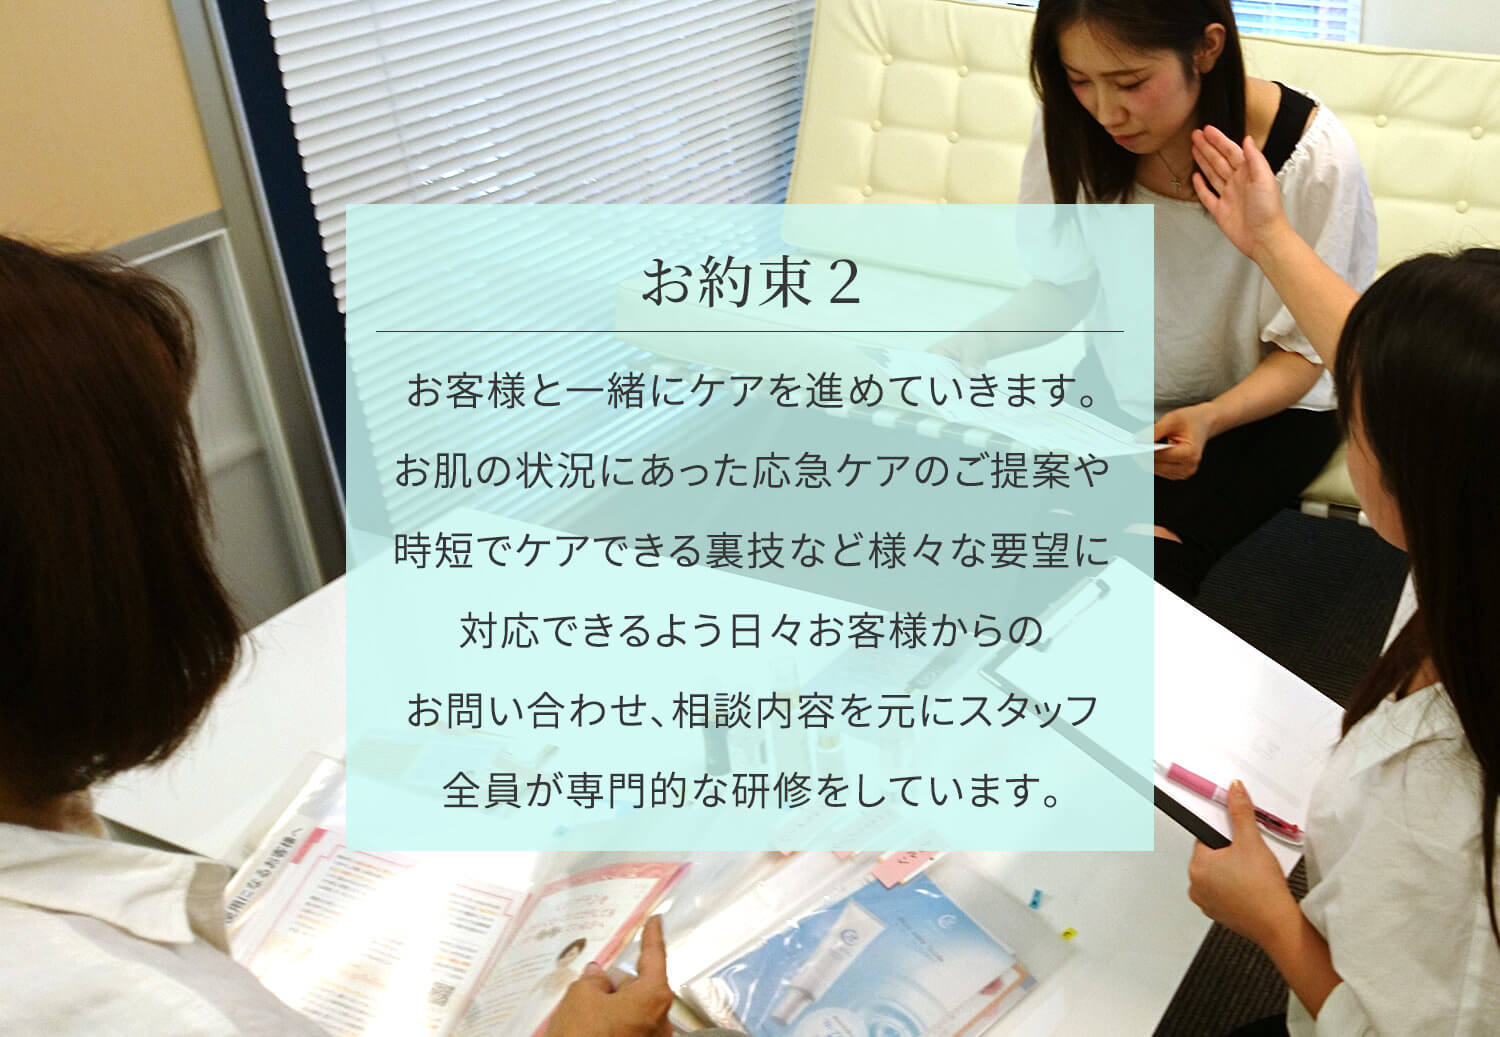 お約束２
お客様と一緒にケアを進めていきます。
お肌の状況にあった応急ケアのご提案や
時短でケアできる裏技など様々な要望に
対応できるよう日々お客様からの
お問い合わせ、相談内容を元にスタッフ
全員が専門的な研修をしています。